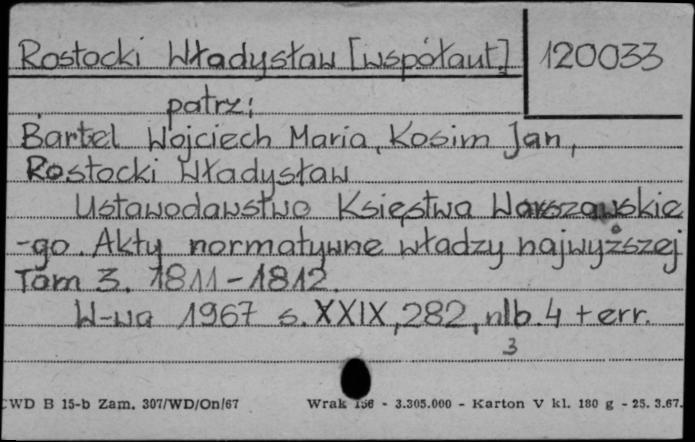 Rostocki Władysław [współaut.] 120033
patrz:
Bartel Wojciech Maria, Kosim Jan,
Rostocki Władysław
Ustawodawstwo Księstwa Warszawskie
-go. Akty normatywne władzy najwyższej
Tom 3. 1811-1812.
W-wa 1967 s. XXIX, 282, nlb. 4 + err.
3
CWD B 15-b Zam. 307/WD/On/67 Wrak 156 - 3.305.000 - Karton V kl. 180 g - 25.3.67.